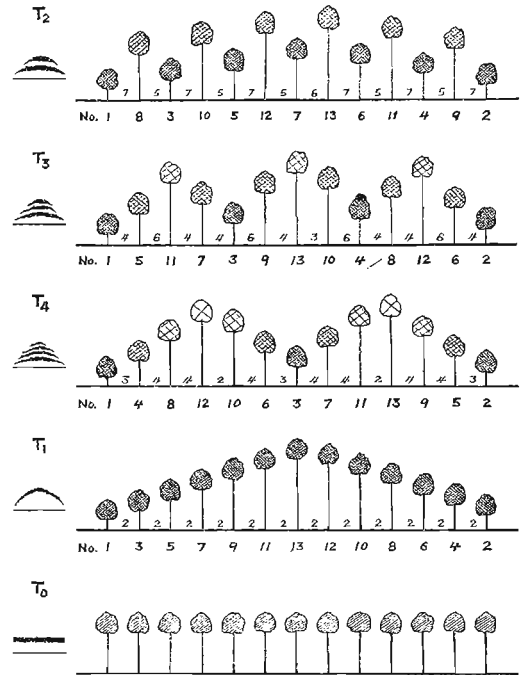 T2
7 5 7 5 7 5 6 7 5 7 5 7
No. 1 8 3 10 5 12 7 13 6 11 4 9 2
T3
4 6 4 4 6 4 3 6 4 4 6 4
No. 1 5 11 7 3 9 13 10 4 / 8 12 6 2
T4
3 4 4 2 4 3 4 4 2 4 4 3
No. 1 4 8 12 10 6 3 7 11 13 9 5 2
T1
2 2 2 2 2 2 2 2 2 2 2 2
No. 1 3 5 7 9 11 13 12 10 8 6 4 2
T0